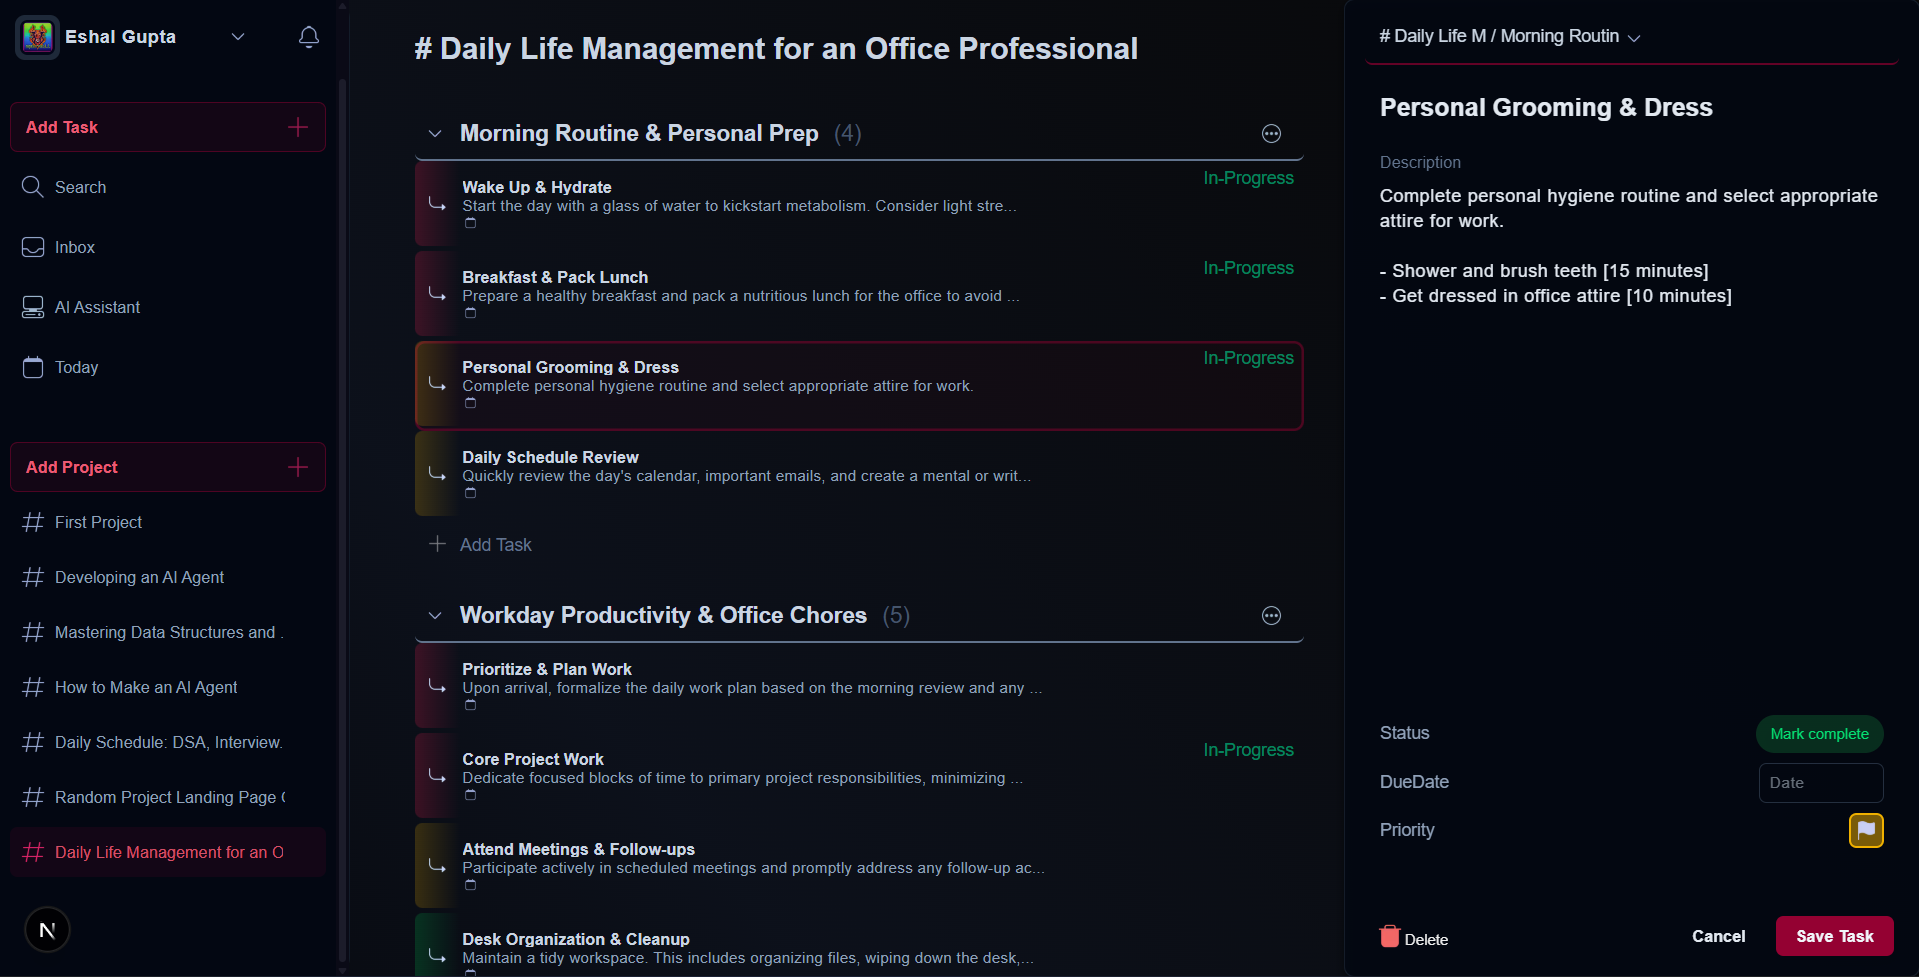 Eshal Gupta
Add Task
Search
Inbox
AI Assistant
Today
Add Project
First Project
Developing an AI Agent
Mastering Data Structures and .
How to Make an AI Agent
Daily Schedule: DSA, Interview.
Random Project Landing Page
Daily Life Management for an O
N
# Daily Life Management for an Office Professional
Morning Routine & Personal Prep (4)
Wake Up & Hydrate
In-Progress
Start the day with a glass of water to kickstart metabolism. Consider light stre...
Breakfast & Pack Lunch
In-Progress
Prepare a healthy breakfast and pack a nutritious lunch for the office to avoid ...
Personal Grooming & Dress
In-Progress
Complete personal hygiene routine and select appropriate attire for work.
Daily Schedule Review
Quickly review the day's calendar, important emails, and create a mental or writ...
Add Task
Workday Productivity & Office Chores (5)
Prioritize & Plan Work
Upon arrival, formalize the daily work plan based on the morning review and any ...
Core Project Work
In-Progress
Dedicate focused blocks of time to primary project responsibilities, minimizing ...
Attend Meetings & Follow-ups
Participate actively in scheduled meetings and promptly address any follow-up ac...
Desk Organization & Cleanup
Maintain a tidy workspace. This includes organizing files, wiping down the desk,...
# Daily Life M / Morning Routin
Personal Grooming & Dress
Description
Complete personal hygiene routine and select appropriate
attire for work.
- Shower and brush teeth [15 minutes]
- Get dressed in office attire [10 minutes]
Status
Mark complete
DueDate
Date
Priority
Delete
Cancel
Save Task